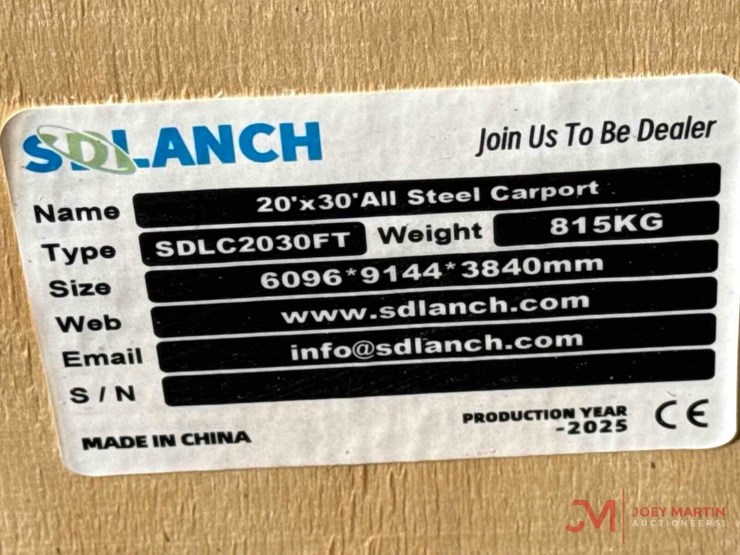 SDLANCH Join Us To Be Dealer
Name 20'x30'All Steel Carport
Type SDLC2030FT Weight 815KG
Size 6096*9144*3840mm
Web www.sdlanch.com
Email info@sdlanch.com
S / N
MADE IN CHINA PRODUCTION YEAR
-2025 CE
JM JOEY MARTIN
AUCTIONEERS!